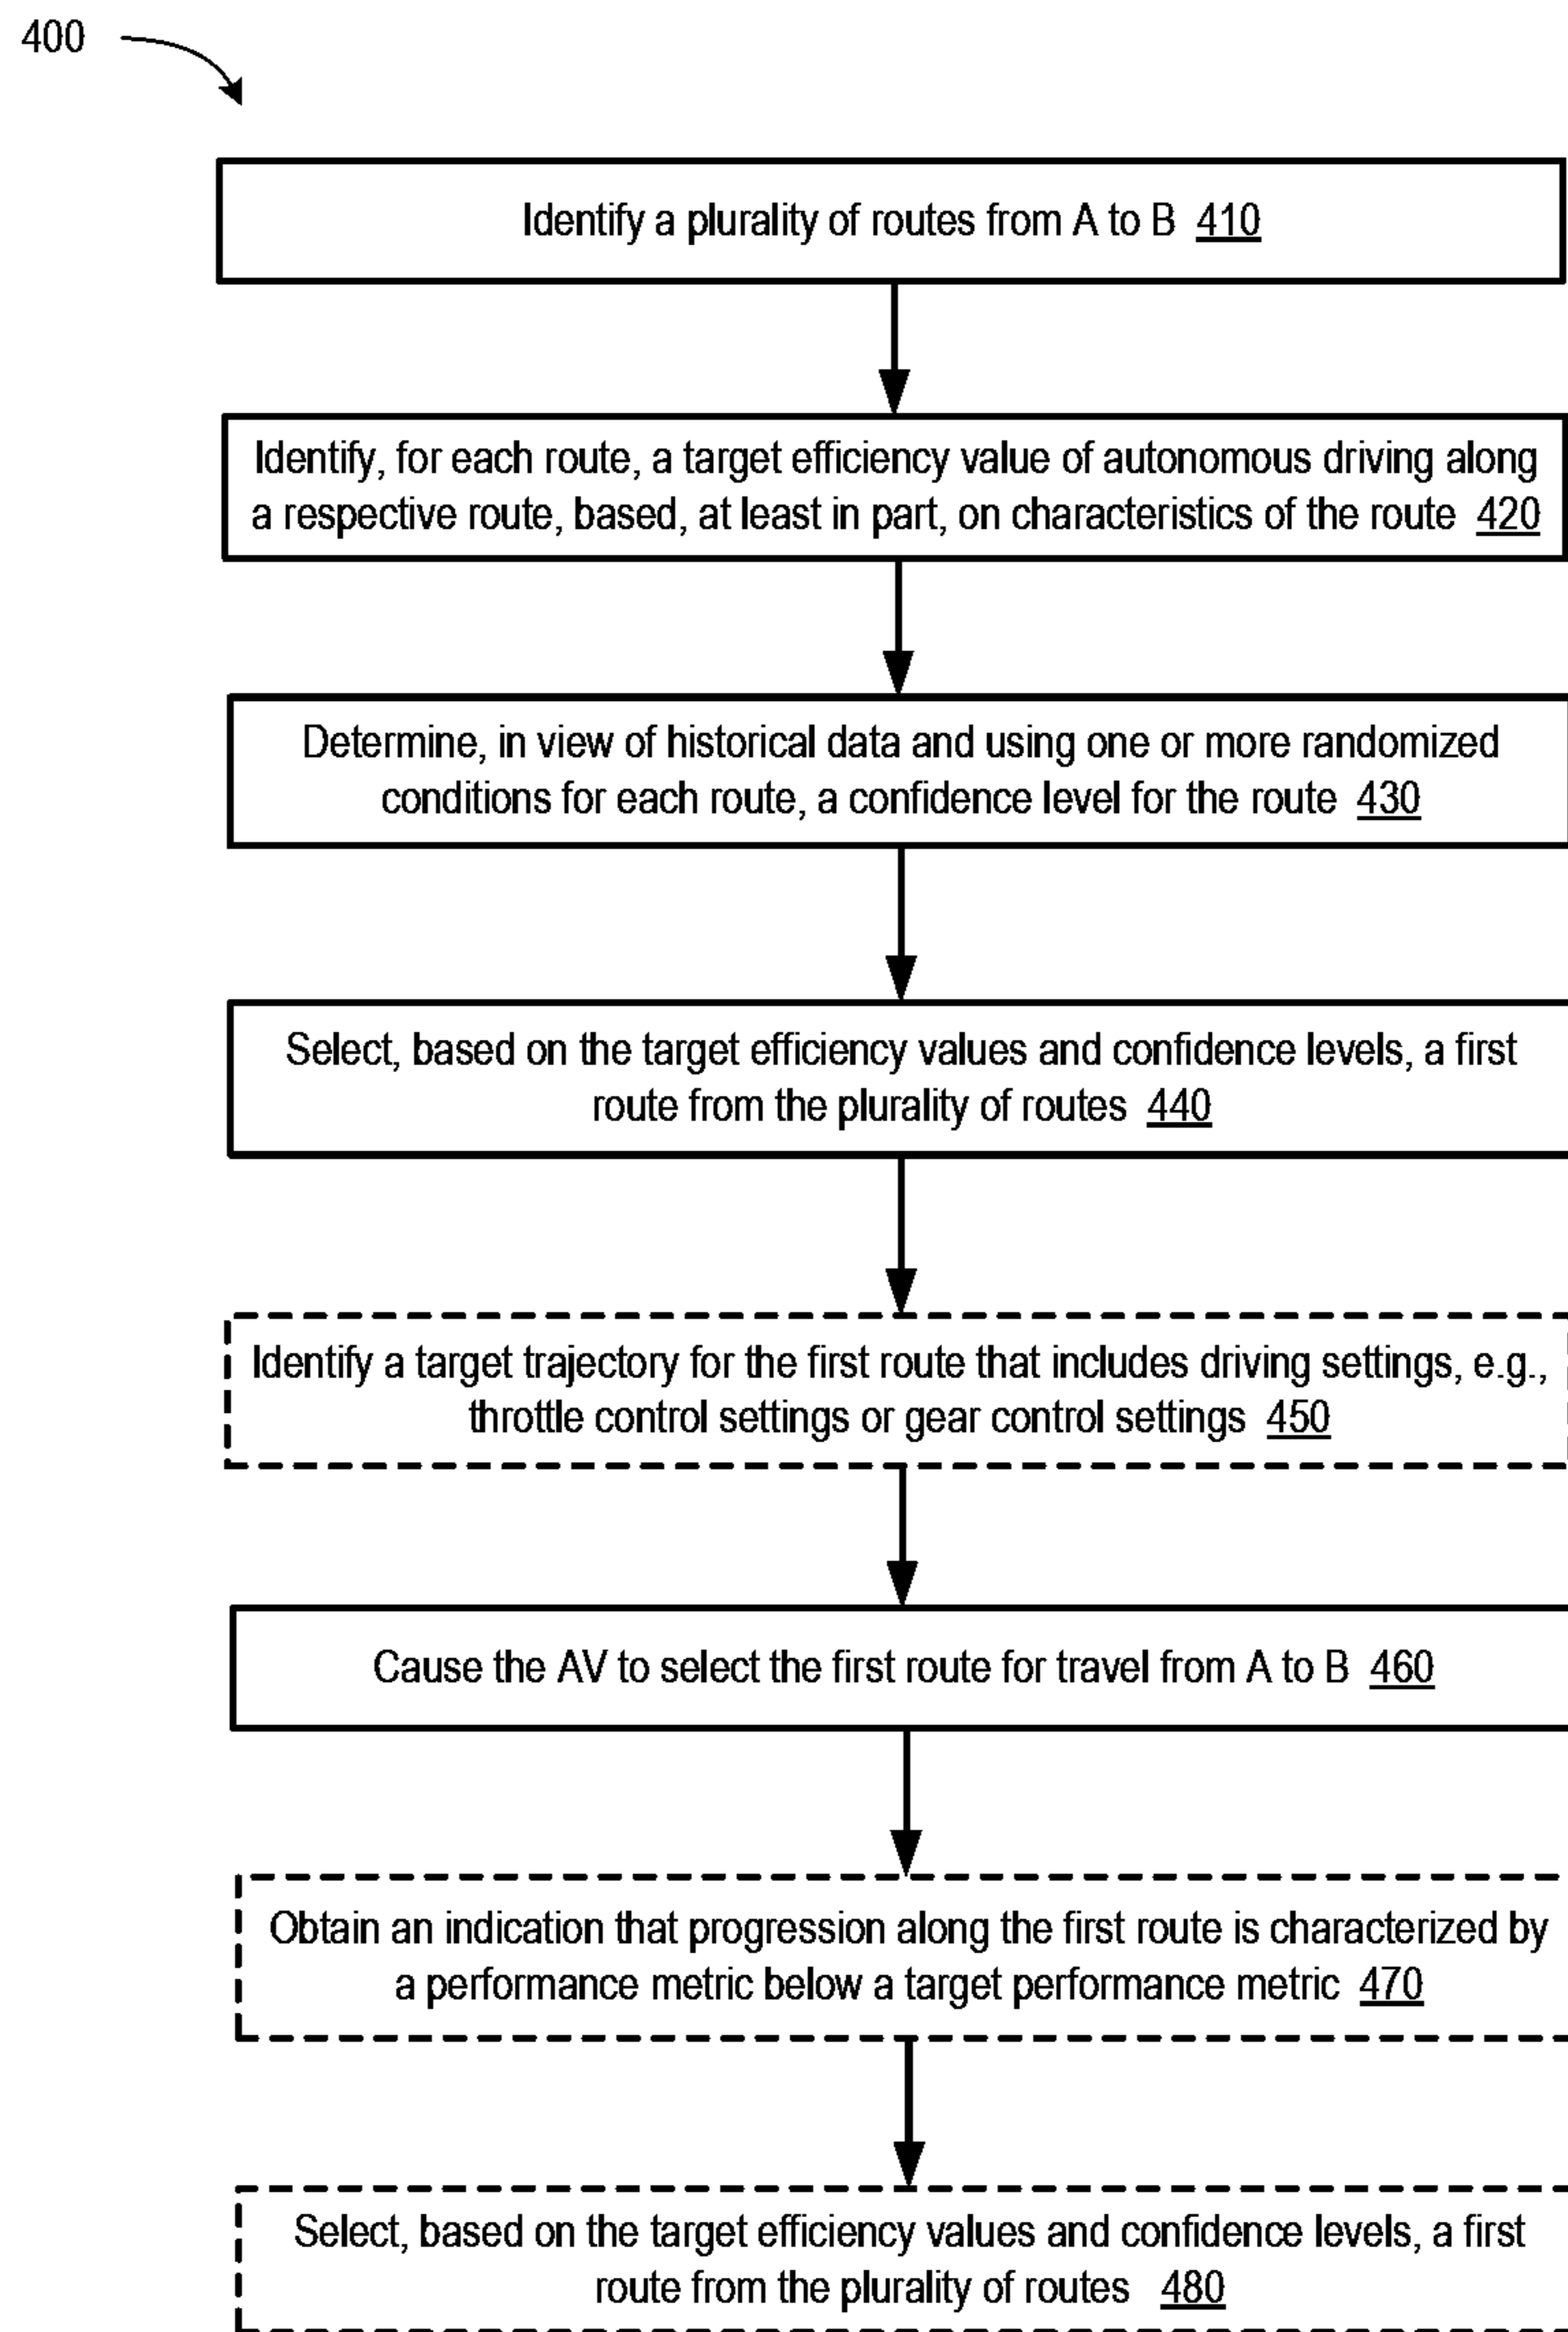 400
Identify a plurality of routes from A to B 410
Identify, for each route, a target efficiency value of autonomous driving along
a respective route, based, at least in part, on characteristics of the route 420
Determine, in view of historical data and using one or more randomized
conditions for each route, a confidence level for the route 430
Select, based on the target efficiency values and confidence levels, a first
route from the plurality of routes 440
Identify a target trajectory for the first route that includes driving settings, e.g.,
throttle control settings or gear control settings 450
Cause the AV to select the first route for travel from A to B 460
Obtain an indication that progression along the first route is characterized by
a performance metric below a target performance metric 470
Select, based on the target efficiency values and confidence levels, a first
route from the plurality of routes 480